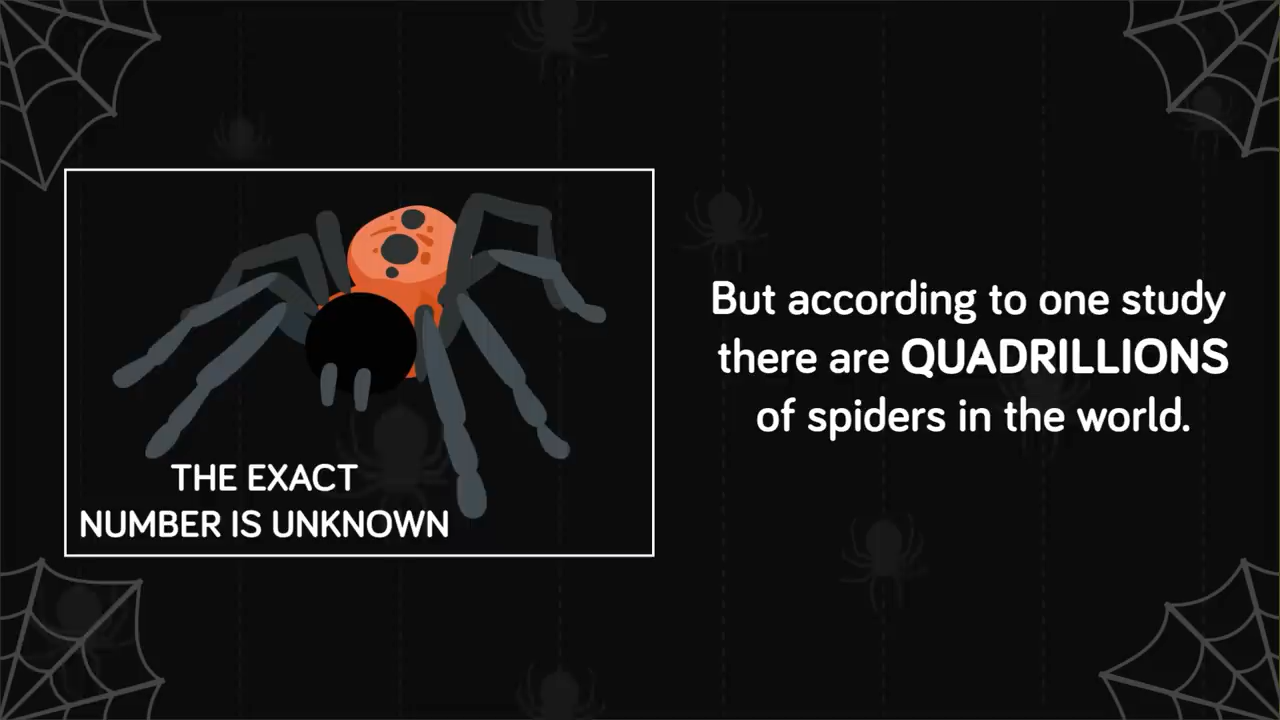 THE EXACT
NUMBER IS UNKNOWN
But according to one study
there are QUADRILLIONS
of spiders in the world.